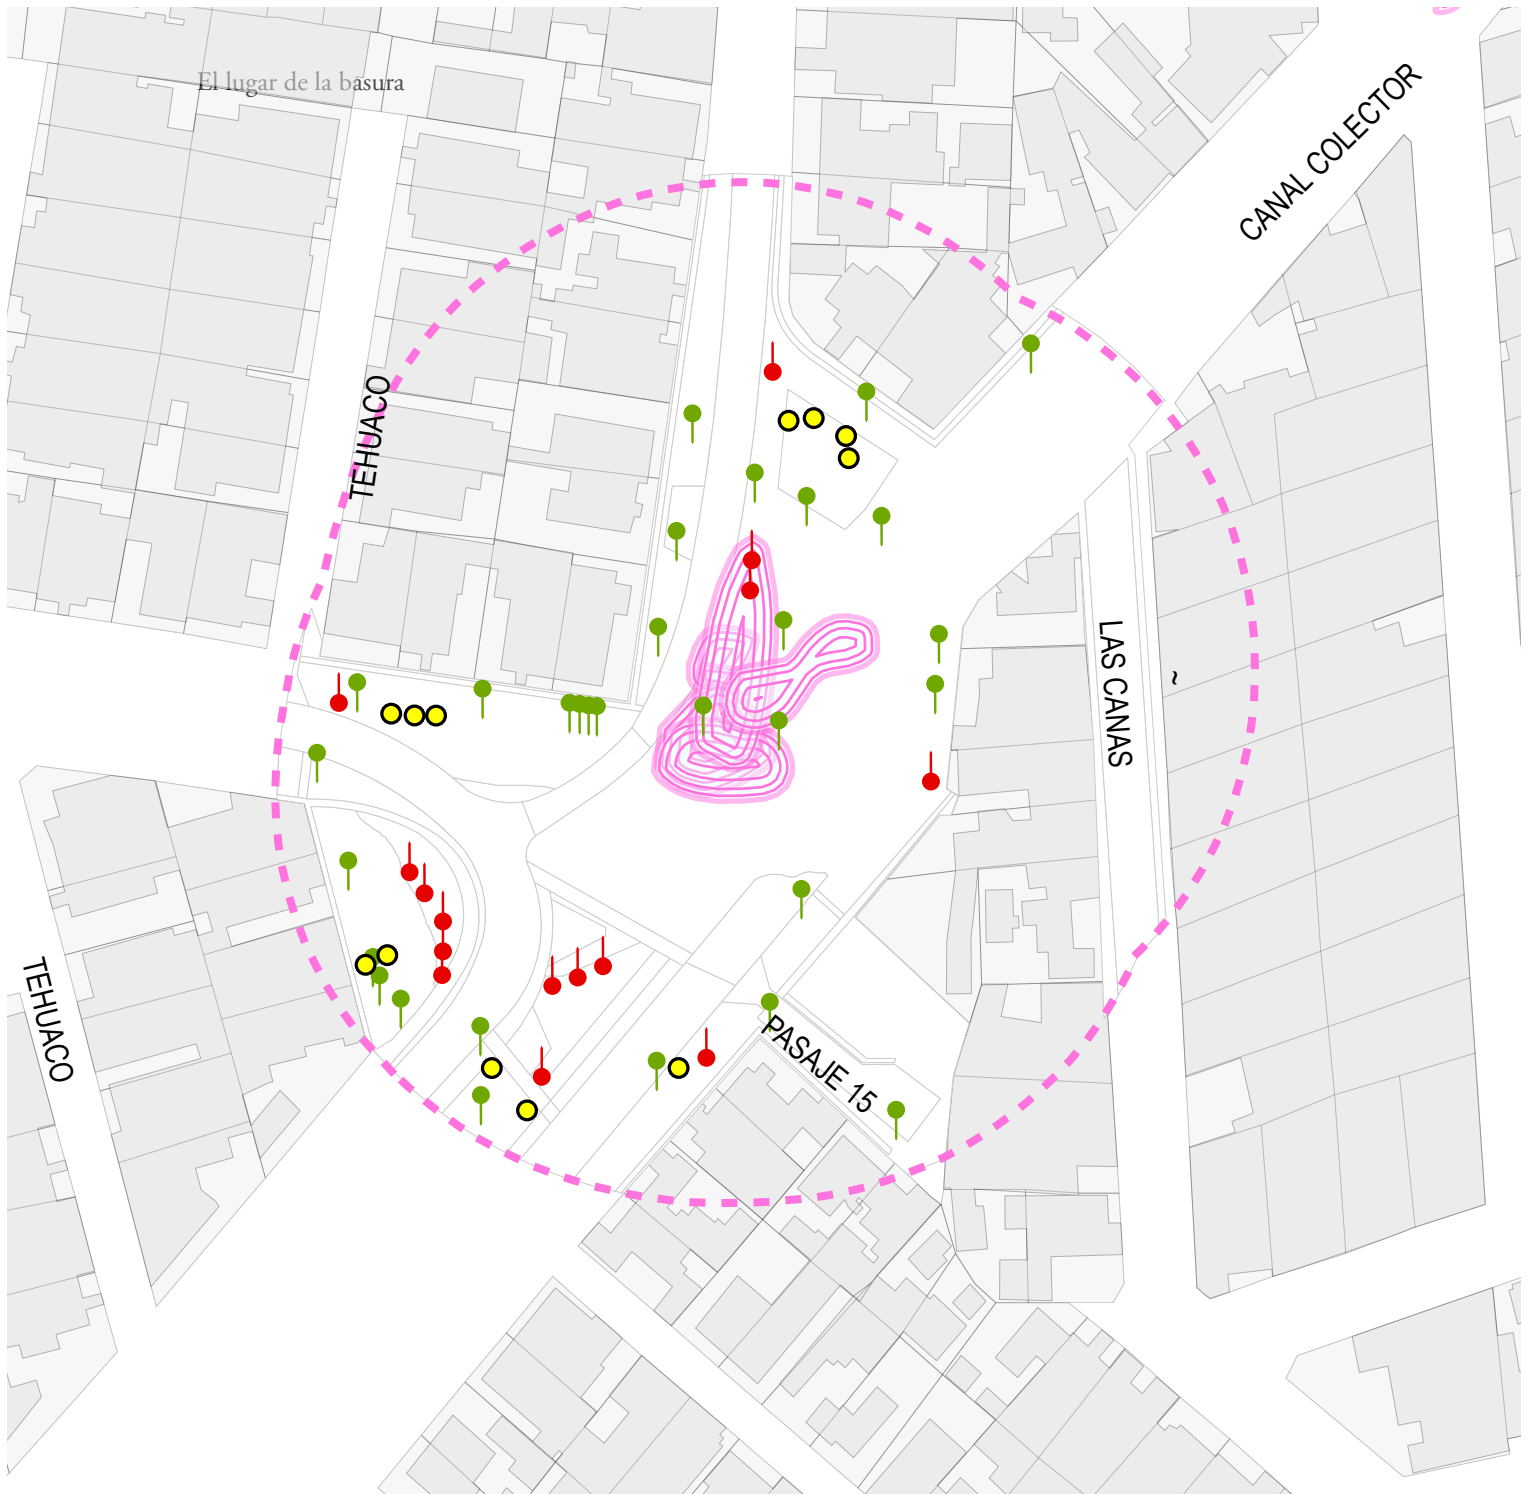 El lugar de la basura
CANAL COLECTOR
TEHUACO
LAS CANAS
~
TEHUACO
PASAJE 15